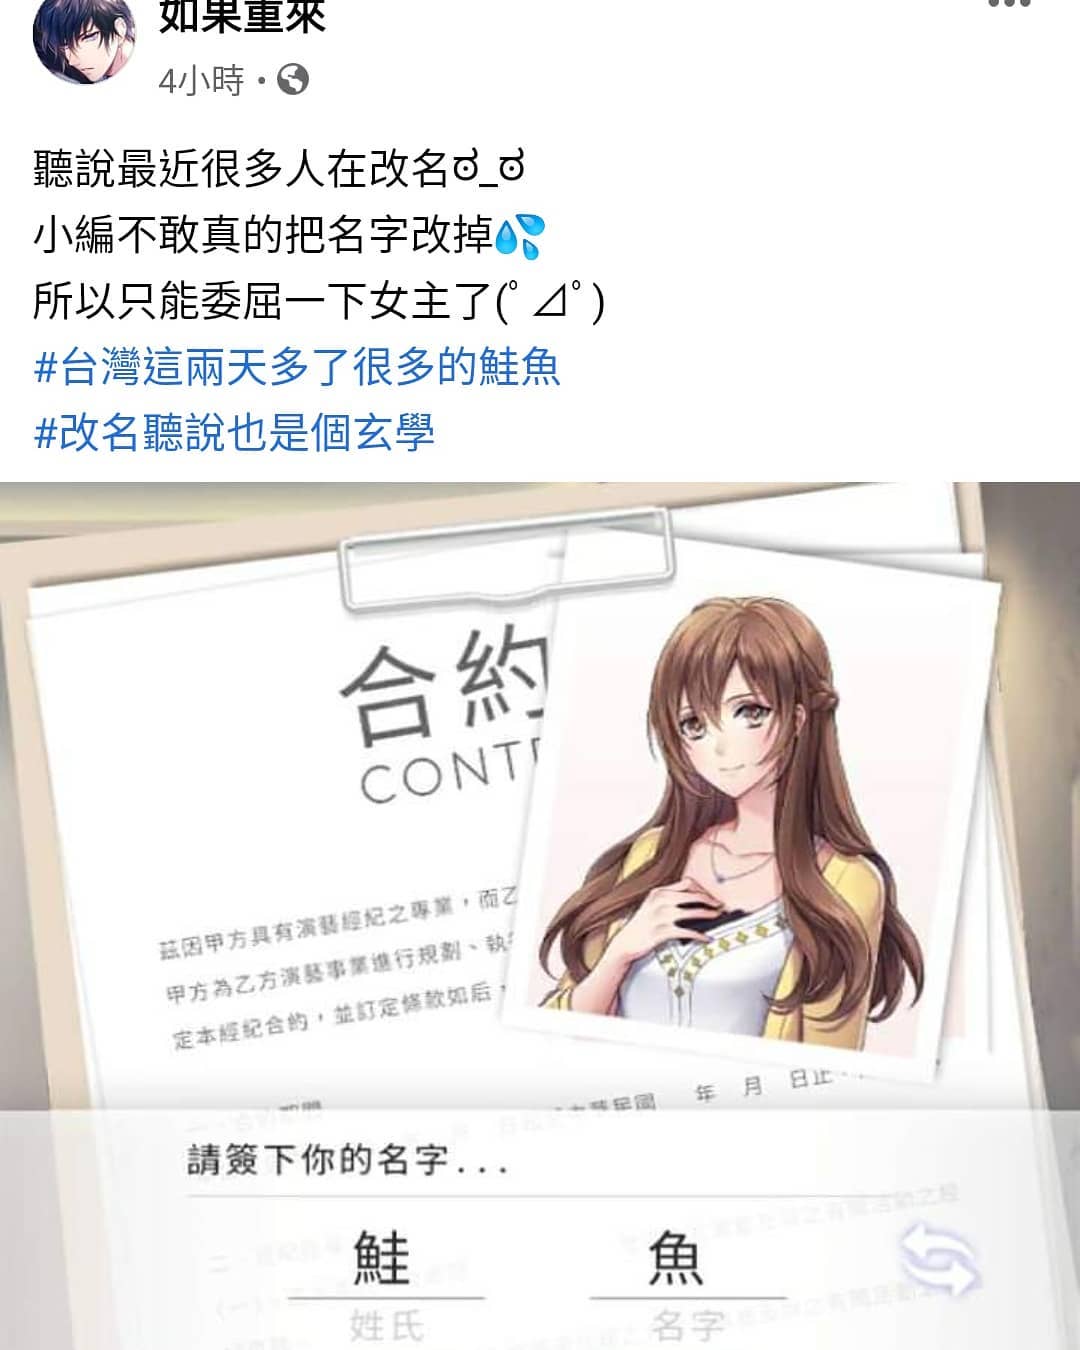 如果重來
4小時・
聽說最近很多人在改名ಠ_ಠ
小編不敢真的把名字改掉💦
所以只能委屈一下女主了(ﾟ⊿ﾟ)
#台灣這兩天多了很多的鮭魚
#改名聽說也是個玄學
合約
CONT
茲因甲方具有演藝經紀之專業，而乙
甲方為乙方演藝事業進行規劃、執
定本經紀合約，並訂定條款如后，
年 月 日止
請簽下你的名字...
鮭 魚
姓氏 名字